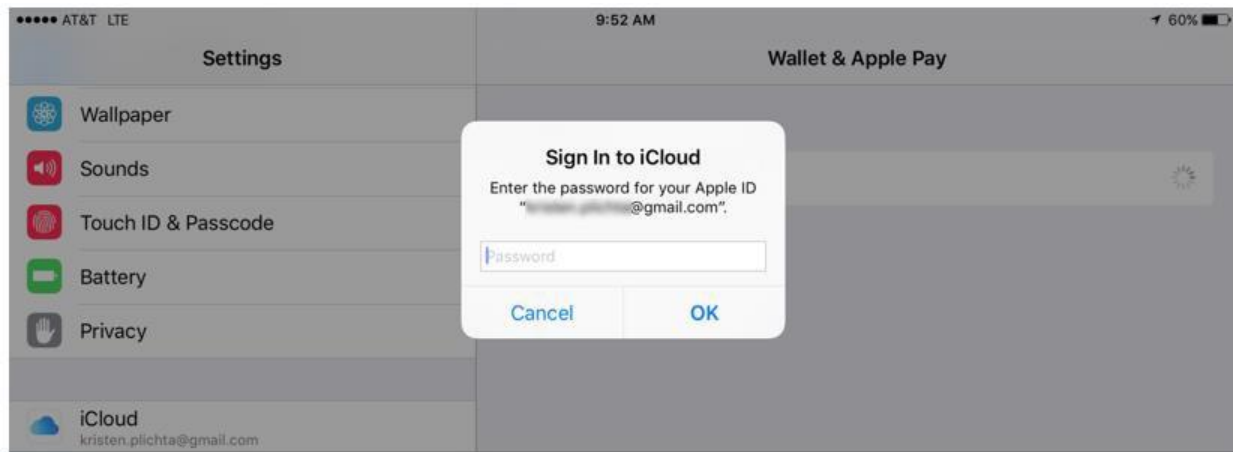 AT&T LTE
9:52 AM
60%
Settings
Wallet & Apple Pay
Wallpaper
Sounds
Touch ID & Passcode
Battery
Privacy
iCloud
kristen.plichta@gmail.com
Sign In to iCloud
Enter the password for your Apple ID
"@gmail.com".
Password
Cancel
OK